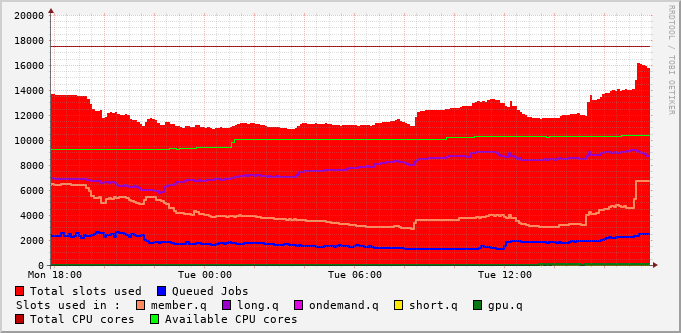 20000
18000
16000
14000
12000
10000
8000
6000
4000
2000
0
Mon 18:00 Tue 00:00 Tue 06:00 Tue 12:00
Total slots used Queued Jobs
Slots used in : member.q long.q ondemand.q short.q gpu.q
Total CPU cores Available CPU cores
RRDTOOL / TOBI OETIKER